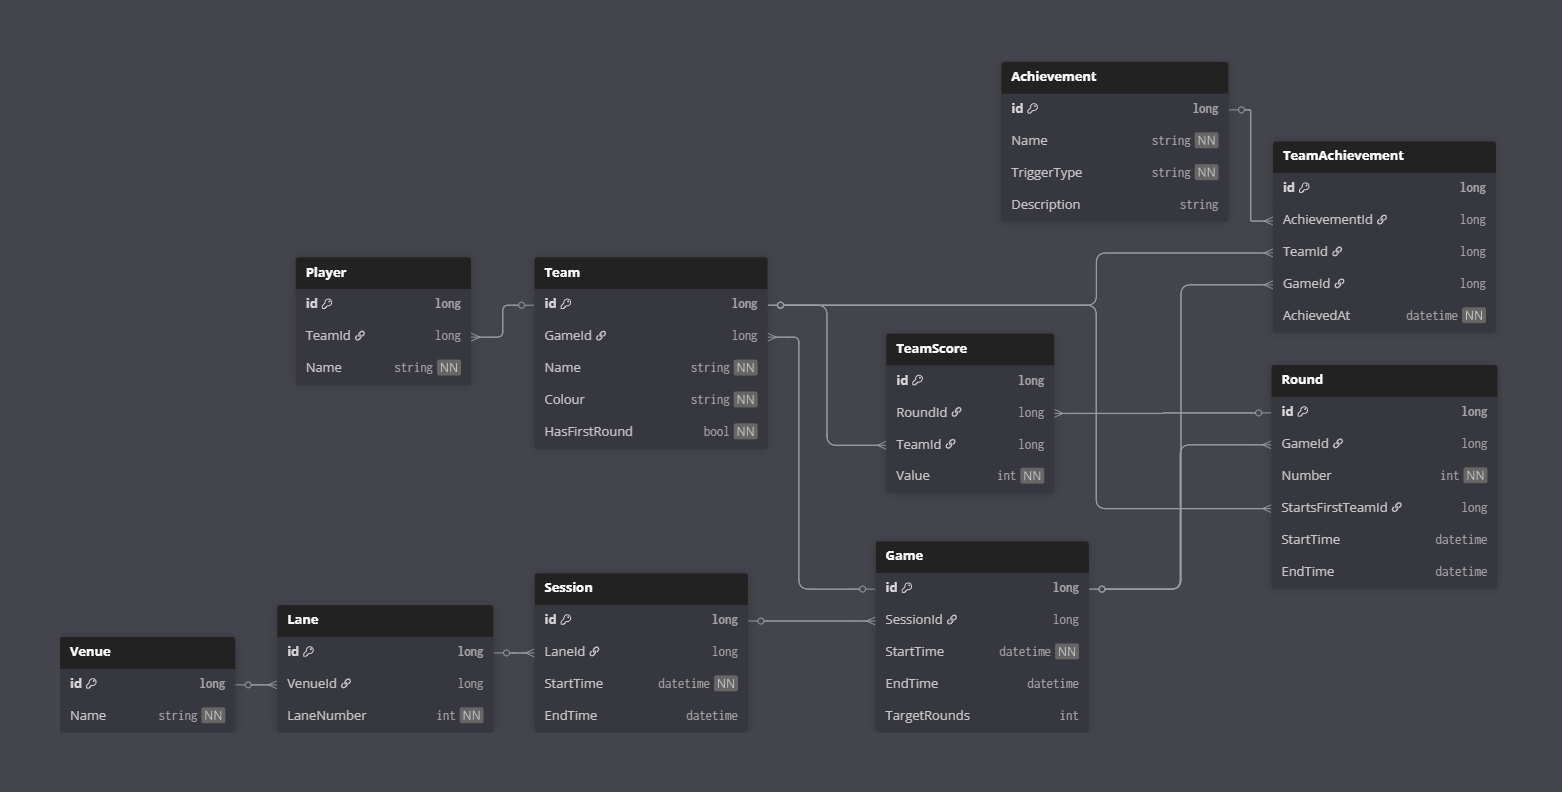 Achievement
id long
Name string NN
TriggerType string NN
Description string
TeamAchievement
id long
AchievementId long
TeamId long
GameId long
AchievedAt datetime NN
Player
id long
TeamId long
Name string NN
Team
id long
GameId long
Name string NN
Colour string NN
HasFirstRound bool NN
TeamScore
id long
RoundId long
TeamId long
Value int NN
Round
id long
GameId long
Number int NN
StartsFirstTeamId long
StartTime datetime
EndTime datetime
Game
id long
SessionId long
StartTime datetime NN
EndTime datetime
TargetRounds int
Session
id long
LaneId long
StartTime datetime NN
EndTime datetime
Lane
id long
VenueId long
LaneNumber int NN
Venue
id long
Name string NN